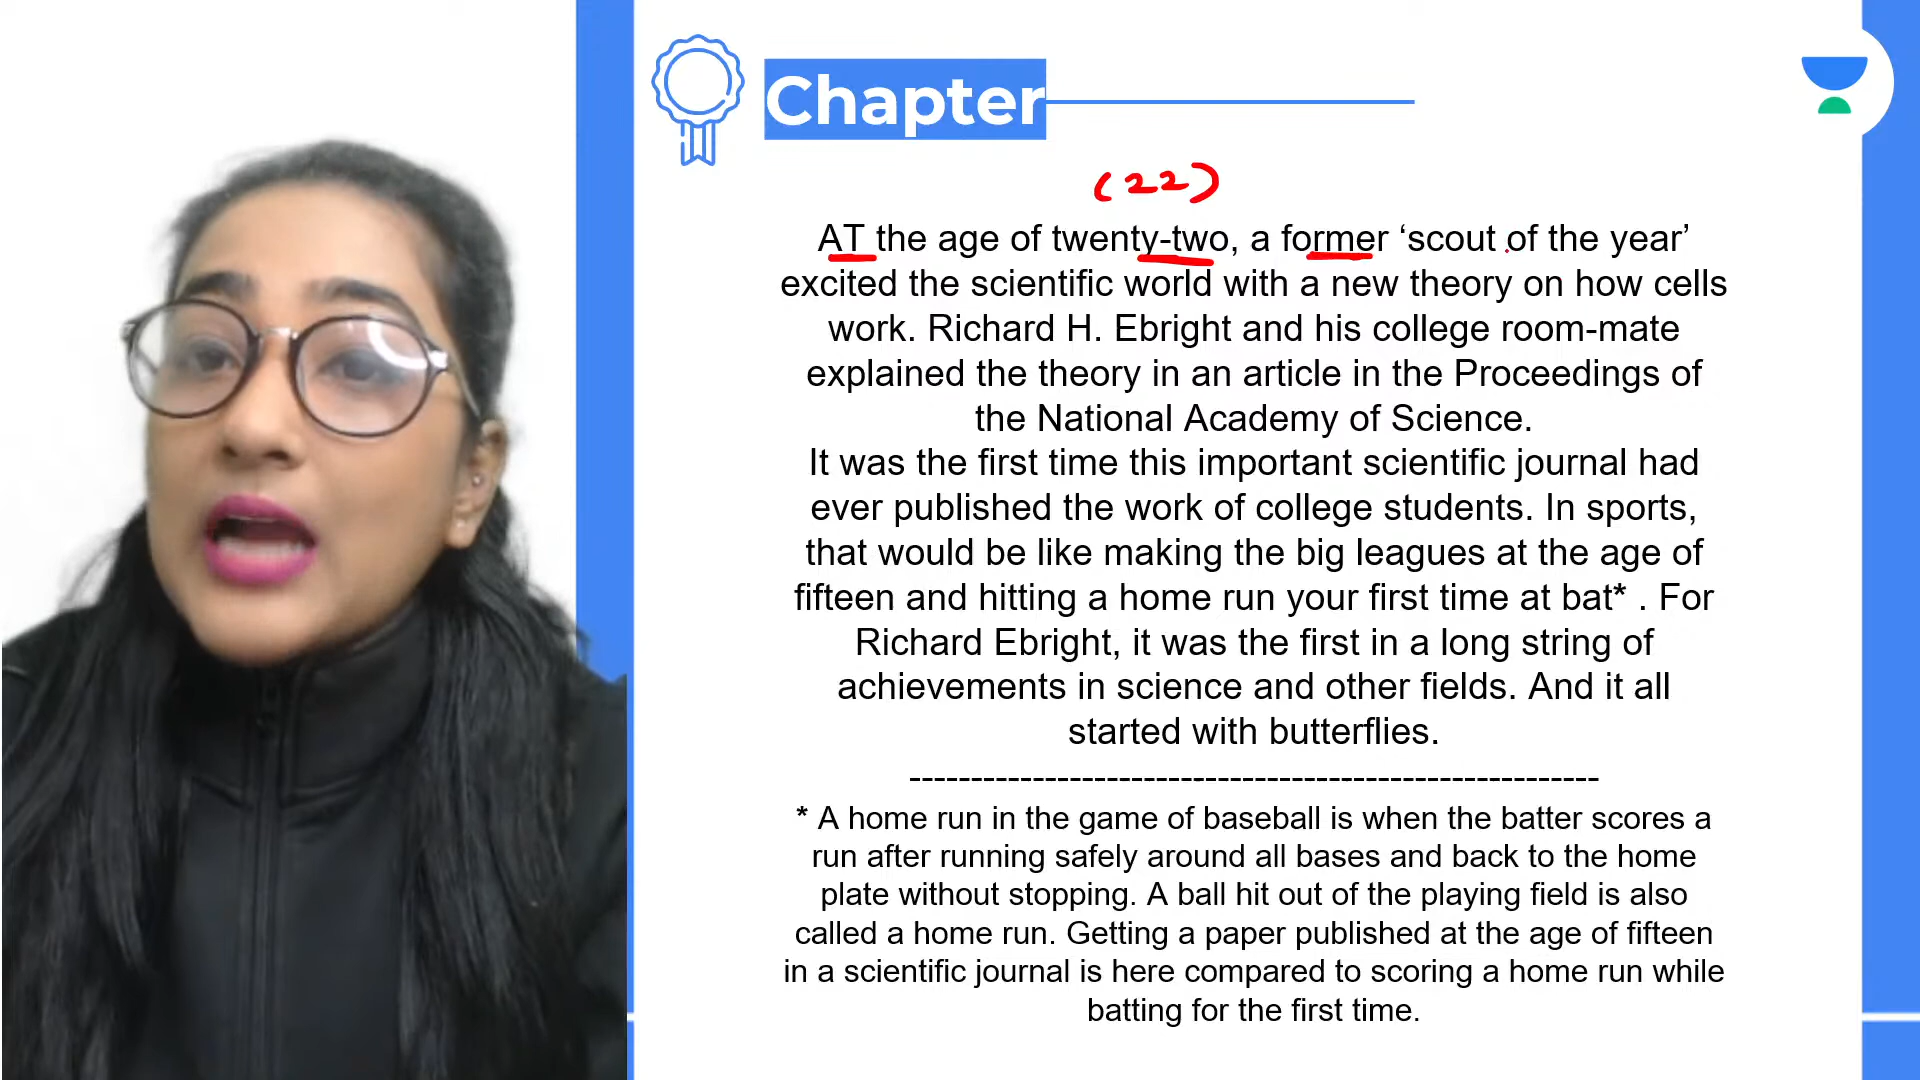 Chapter
(22)
AT the age of twenty-two, a former ‘scout of the year’
excited the scientific world with a new theory on how cells
work. Richard H. Ebright and his college room-mate
explained the theory in an article in the Proceedings of
the National Academy of Science.
It was the first time this important scientific journal had
ever published the work of college students. In sports,
that would be like making the big leagues at the age of
fifteen and hitting a home run your first time at bat* . For
Richard Ebright, it was the first in a long string of
achievements in science and other fields. And it all
started with butterflies.
--------------------------------------------------------
* A home run in the game of baseball is when the batter scores a
run after running safely around all bases and back to the home
plate without stopping. A ball hit out of the playing field is also
called a home run. Getting a paper published at the age of fifteen
in a scientific journal is here compared to scoring a home run while
batting for the first time.